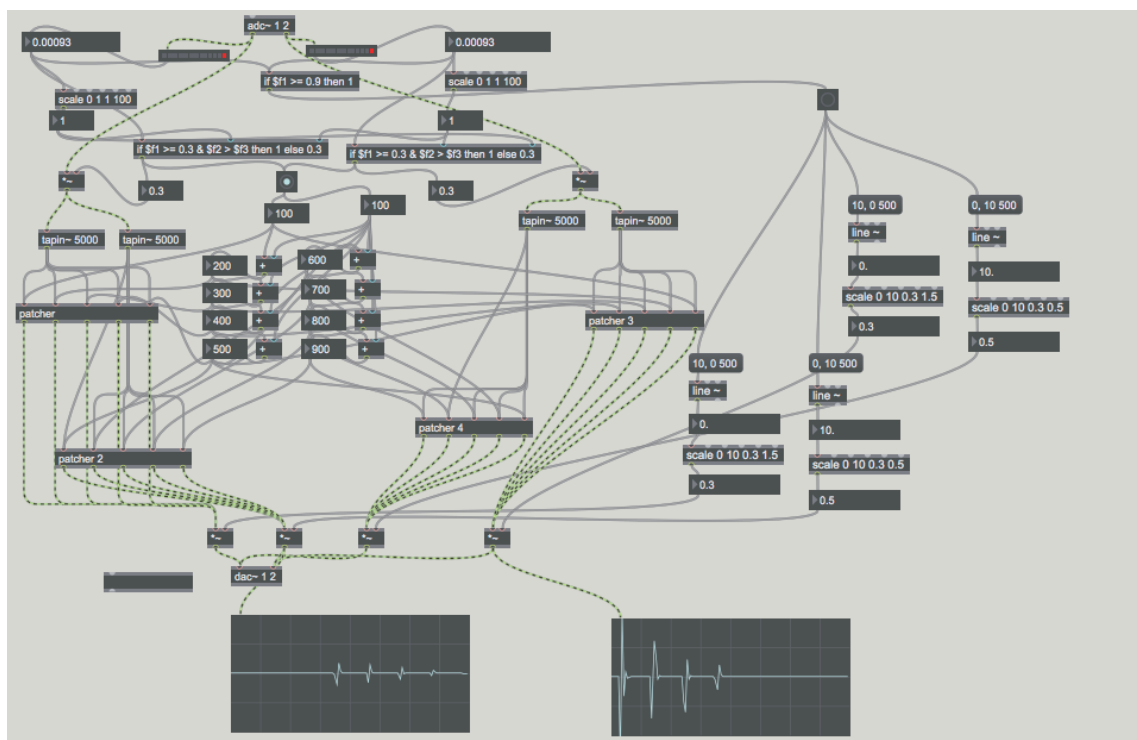 adc~ 1 2
0.00093
0.00093
if $f1 >= 0.9 then 1
scale 0 1 1 100
scale 0 1 1 100
1
1
if $f1 >= 0.3 & $f2 > $f3 then 1 else 0.3
if $f1 >= 0.3 & $f2 > $f3 then 1 else 0.3
*~
0.3
0.3
*~
100
100
10, 0 500
0, 10 500
tapin~ 5000
tapin~ 5000
tapin~ 5000
tapin~ 5000
line ~
line ~
200
+
600
+
0.
10.
300
+
700
+
scale 0 10 0.3 1.5
scale 0 10 0.3 0.5
patcher
400
+
800
+
patcher 3
0.3
0.5
500
+
900
+
10, 0 500
0, 10 500
line ~
line ~
patcher 4
0.
10.
patcher 2
scale 0 10 0.3 1.5
scale 0 10 0.3 0.5
0.3
0.5
*~
*~
*~
*~
dac~ 1 2